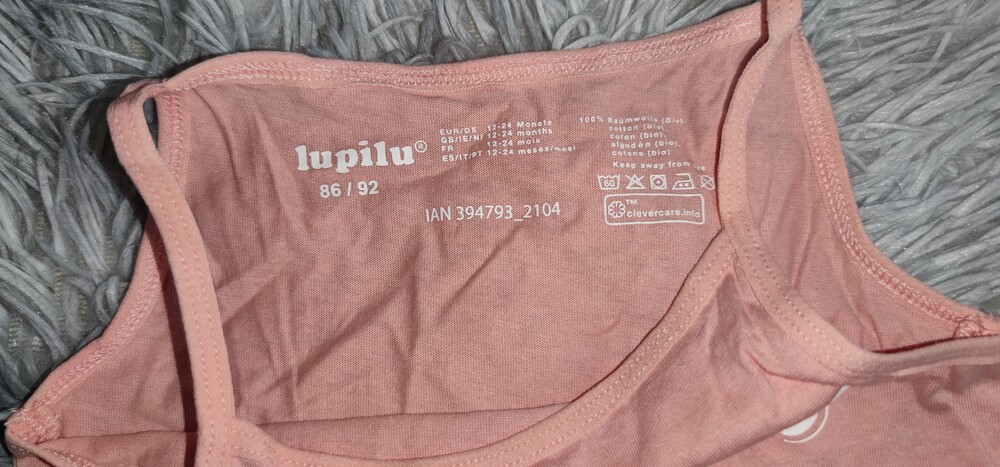 lupilu®
86 / 92
EUR/DE 12-24 Monate
GB/IE/NI 12-24 months
FR 12-24 mois
ES/IT/PT 12-24 meses/mesi
IAN 394793_2104
100% Baumwolle (Bio)
cotton (bio).
coton (bio).
algodón (bio).
cotone (bio).
Keep away from
60
™
clevercare.info